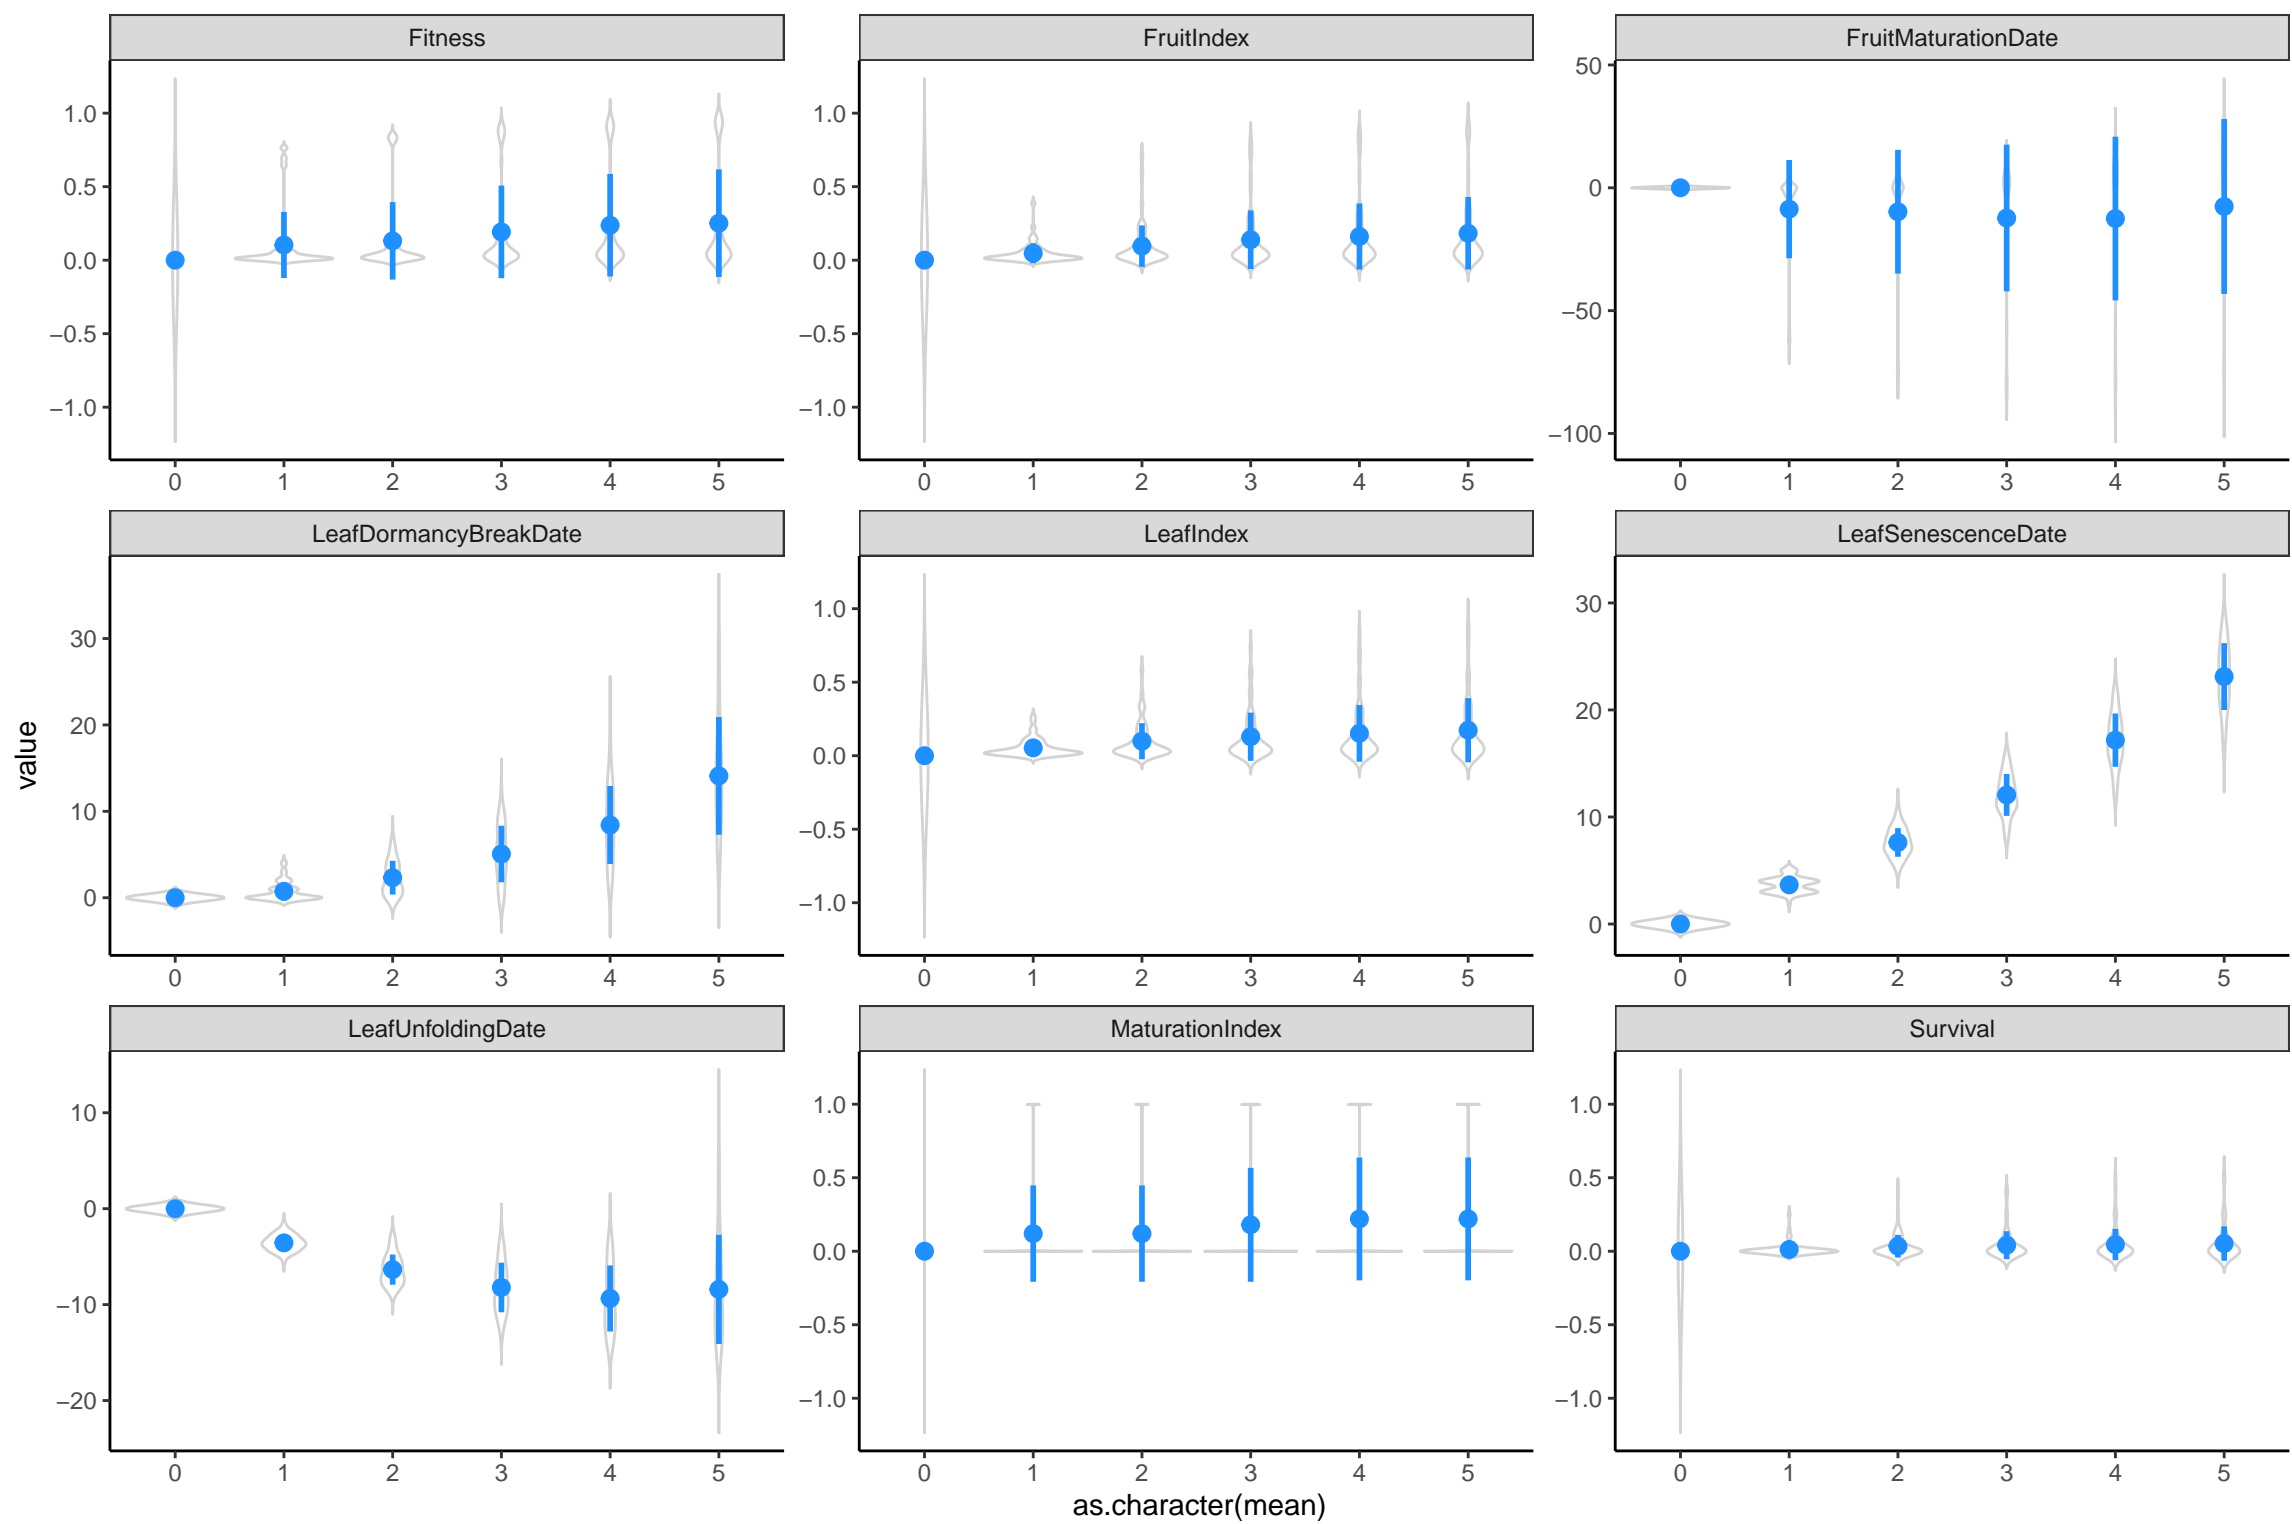 Fitness
FruitIndex
FruitMaturationDate
1.0
0.5
0.0
−0.5
−1.0
0 1 2 3 4 5
1.0
0.5
0.0
−0.5
−1.0
0 1 2 3 4 5
50
0
−50
−100
0 1 2 3 4 5
LeafDormancyBreakDate
LeafIndex
LeafSenescenceDate
value
30
20
10
0
0 1 2 3 4 5
1.0
0.5
0.0
−0.5
−1.0
0 1 2 3 4 5
30
20
10
0
0 1 2 3 4 5
LeafUnfoldingDate
MaturationIndex
Survival
10
0
−10
−20
0 1 2 3 4 5
1.0
0.5
0.0
−0.5
−1.0
0 1 2 3 4 5
1.0
0.5
0.0
−0.5
−1.0
0 1 2 3 4 5
as.character(mean)